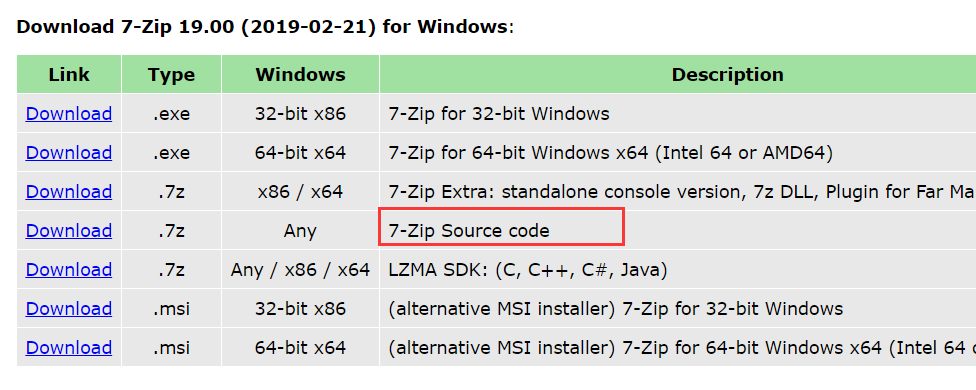 Download 7-Zip 19.00 (2019-02-21) for Windows:
Link Type Windows Description
Download .exe 32-bit x86 7-Zip for 32-bit Windows
Download .exe 64-bit x64 7-Zip for 64-bit Windows x64 (Intel 64 or AMD64)
Download .7z x86 / x64 7-Zip Extra: standalone console version, 7z DLL, Plugin for Far Ma
Download .7z Any 7-Zip Source code
Download .7z Any / x86 / x64 LZMA SDK: (C, C++, C#, Java)
Download .msi 32-bit x86 (alternative MSI installer) 7-Zip for 32-bit Windows
Download .msi 64-bit x64 (alternative MSI installer) 7-Zip for 64-bit Windows x64 (Intel 64